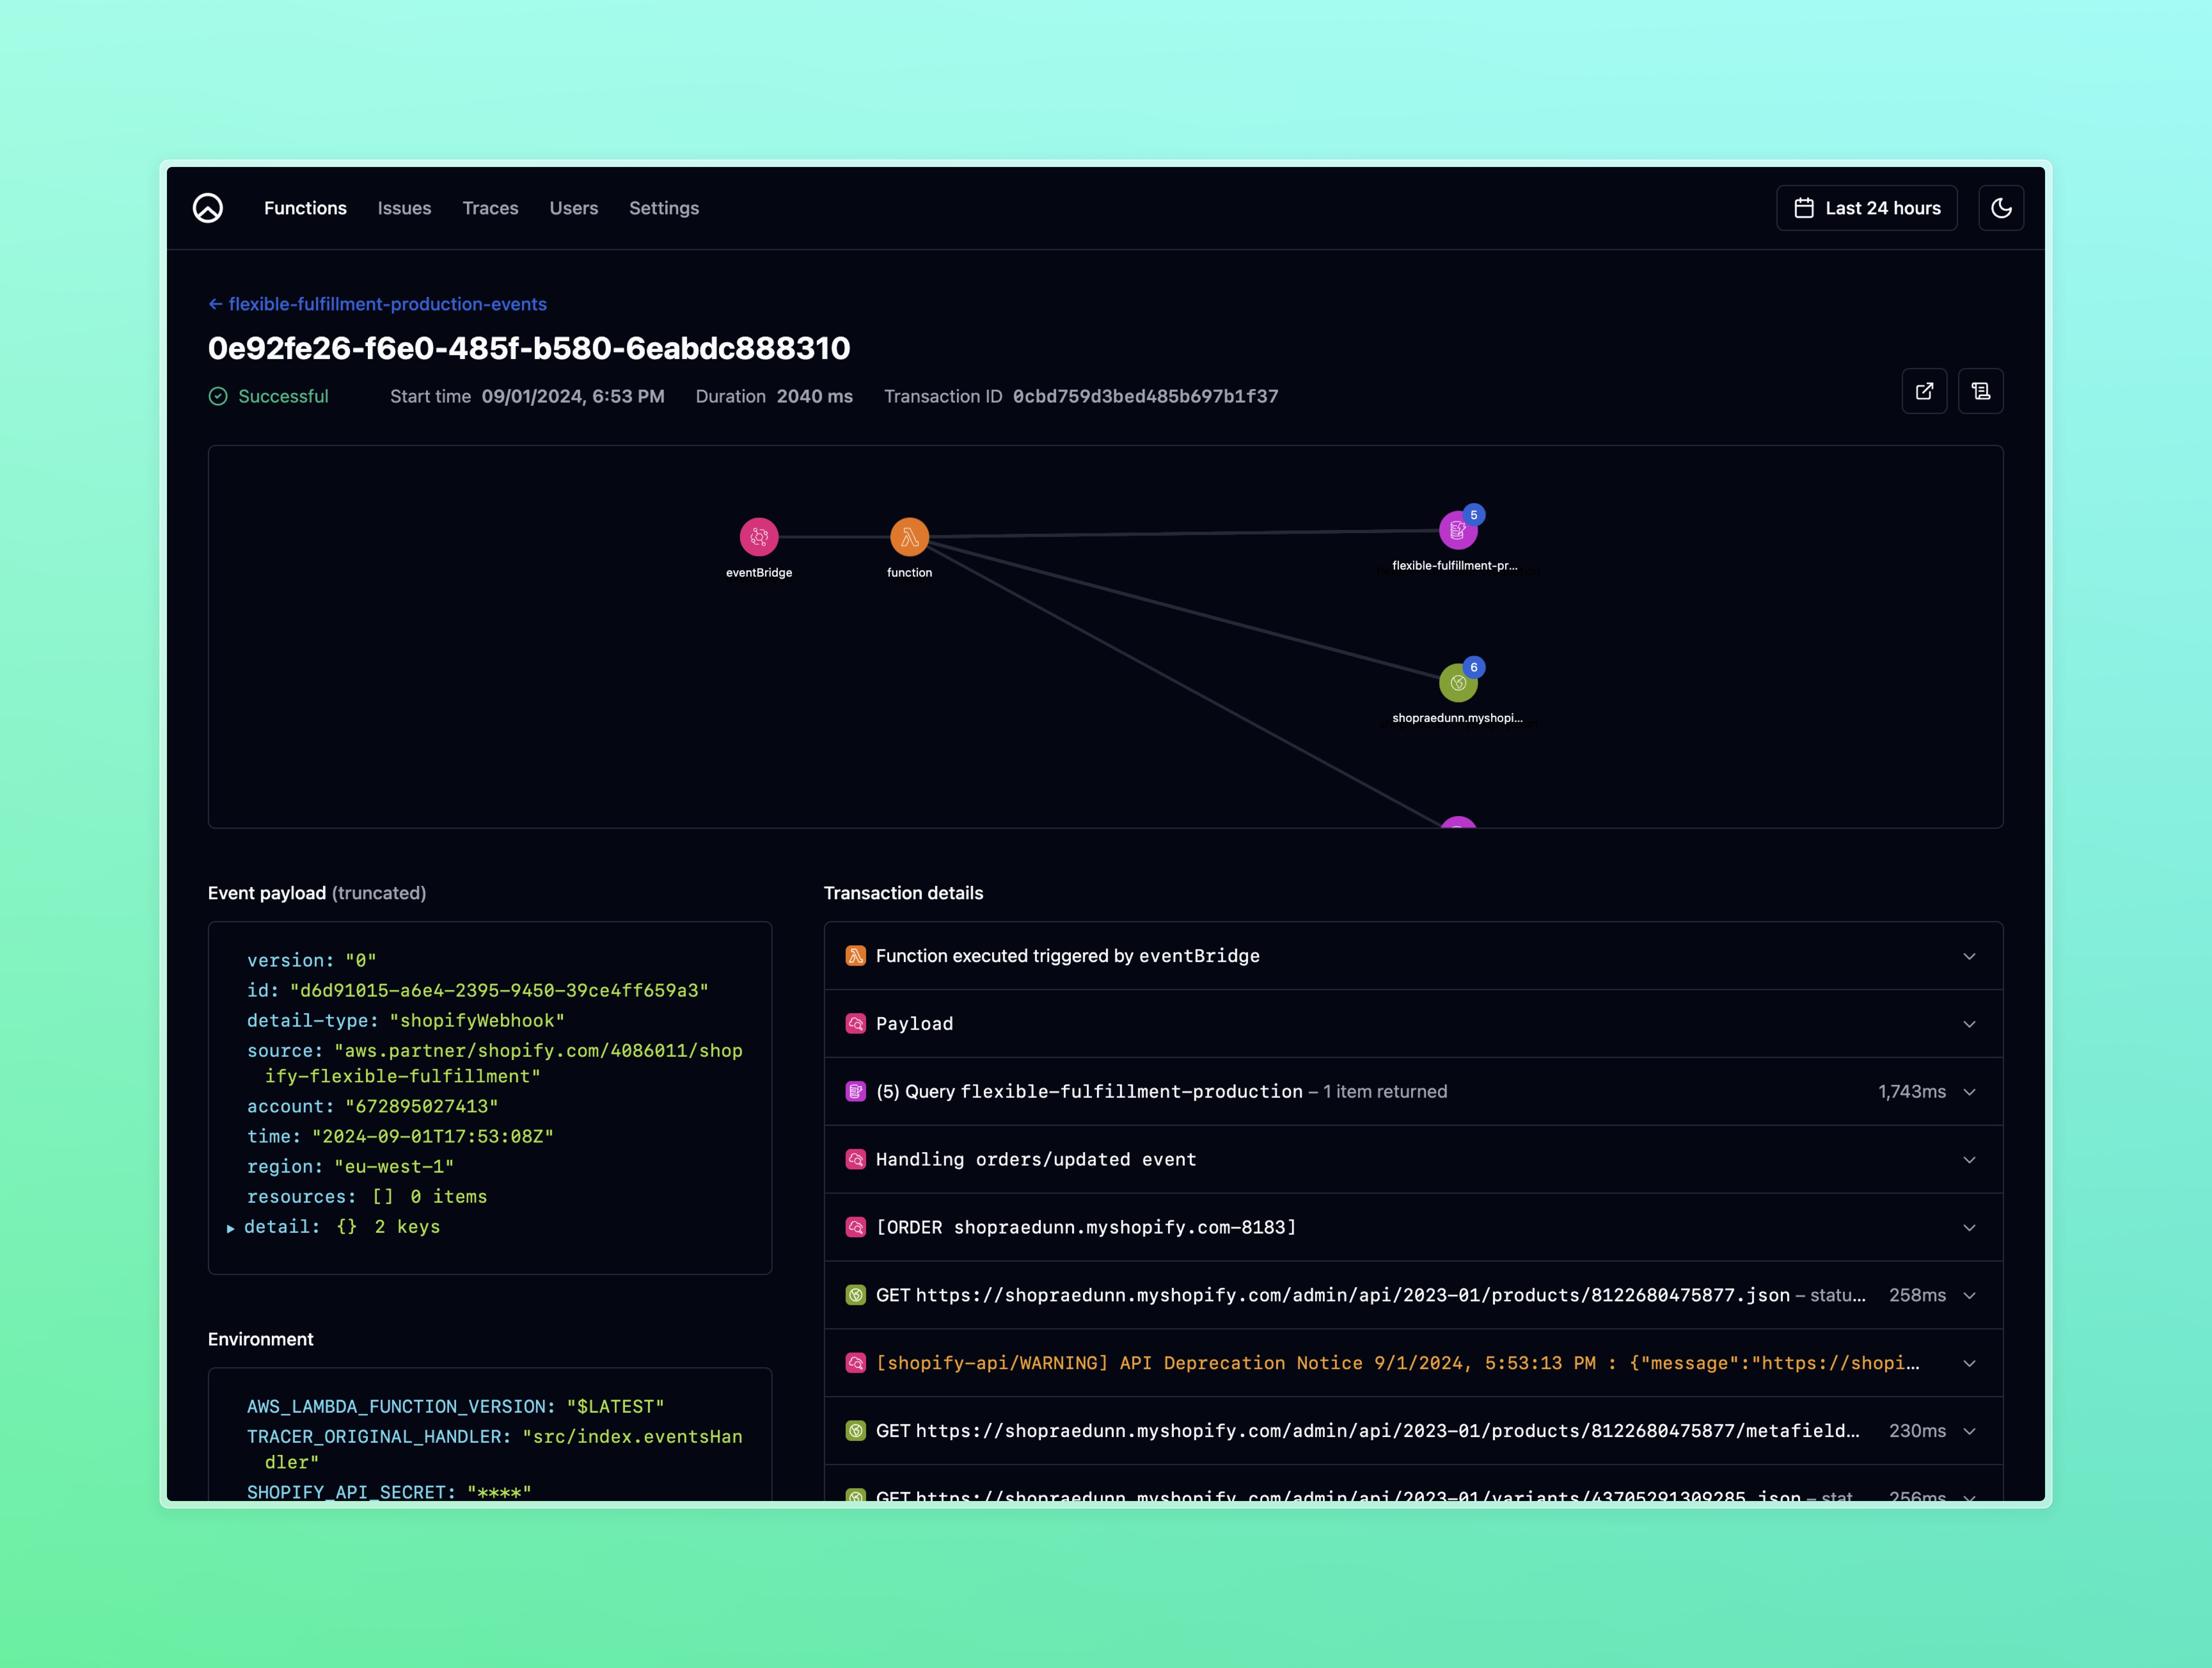 Functions Issues Traces Users Settings Last 24 hours
← flexible-fulfillment-production-events
0e92fe26-f6e0-485f-b580-6eabdc888310
Successful Start time 09/01/2024, 6:53 PM Duration 2040 ms Transaction ID 0cbd759d3bed485b697b1f37
5
eventBridge
function
flexible-fulfillment-pr...
6
shopraedunn.myshopi...
Event payload (truncated)
version: "0"
id: "d6d91015-a6e4-2395-9450-39ce4ff659a3"
detail-type: "shopifyWebhook"
source: "aws.partner/shopify.com/4086011/shop
ify-flexible-fulfillment"
account: "672895027413"
time: "2024-09-01T17:53:08Z"
region: "eu-west-1"
resources: [] 0 items
detail: {} 2 keys
Environment
AWS_LAMBDA_FUNCTION_VERSION: "$LATEST"
TRACER_ORIGINAL_HANDLER: "src/index.eventsHan
dler"
SHOPIFY_API_SECRET: "****"
Transaction details
Function executed triggered by eventBridge
Payload
(5) Query flexible-fulfillment-production – 1 item returned 1,743ms
Handling orders/updated event
[ORDER shopraedunn.myshopify.com-8183]
GET https://shopraedunn.myshopify.com/admin/api/2023-01/products/8122680475877.json – statu... 258ms
[shopify-api/WARNING] API Deprecation Notice 9/1/2024, 5:53:13 PM : {"message":"https://shopi...
GET https://shopraedunn.myshopify.com/admin/api/2023-01/products/8122680475877/metafield... 230ms
GET https://shopraedunn.myshopify.com/admin/api/2023-01/variants/43705291309285.json – stat 256ms